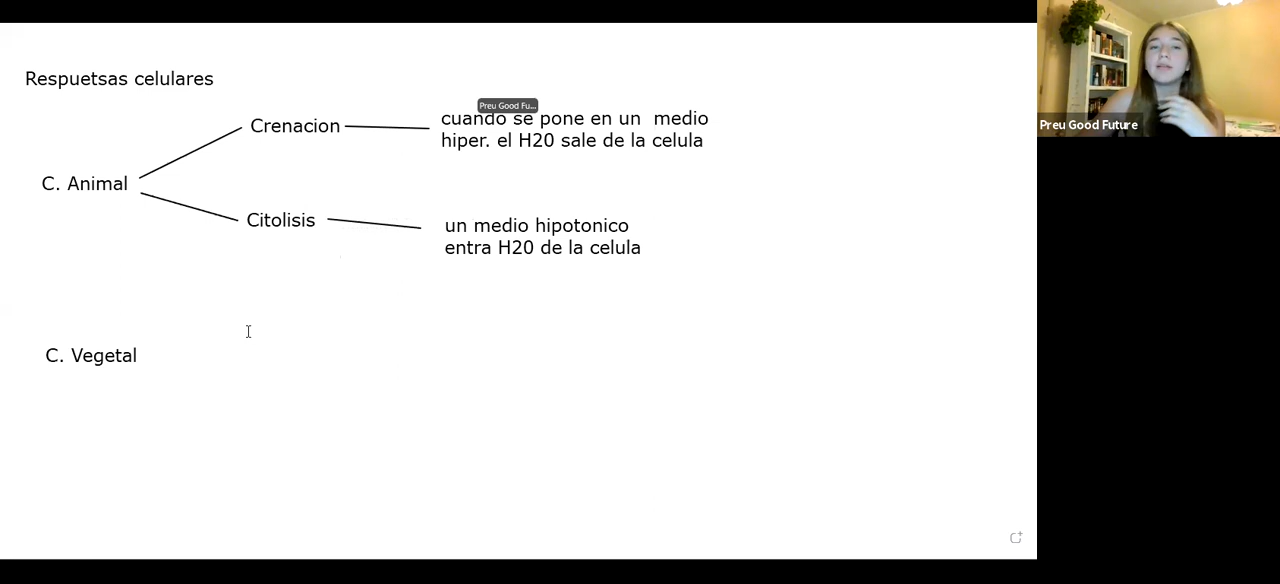 Respuetsas celulares
Preu Good Fu...
Crenacion
cuando se pone en un medio
hiper. el H20 sale de la celula
C. Animal
Citolisis
un medio hipotonico
entra H20 de la celula
C. Vegetal
Preu Good Future